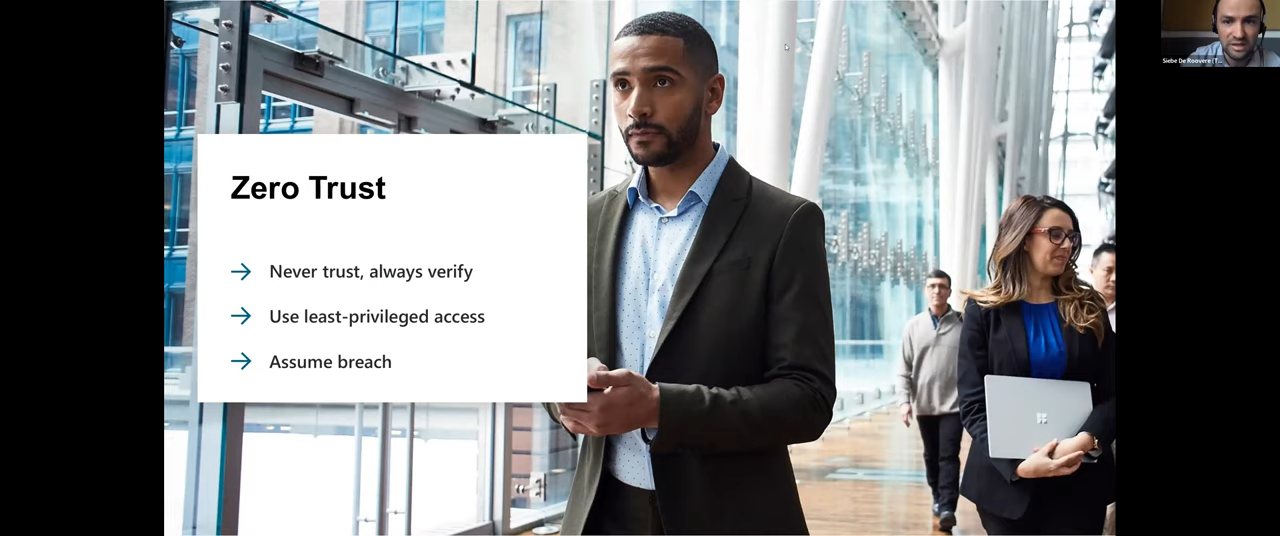 Zero Trust
Never trust, always verify
Use least-privileged access
Assume breach
Siebe De Roovere (T...